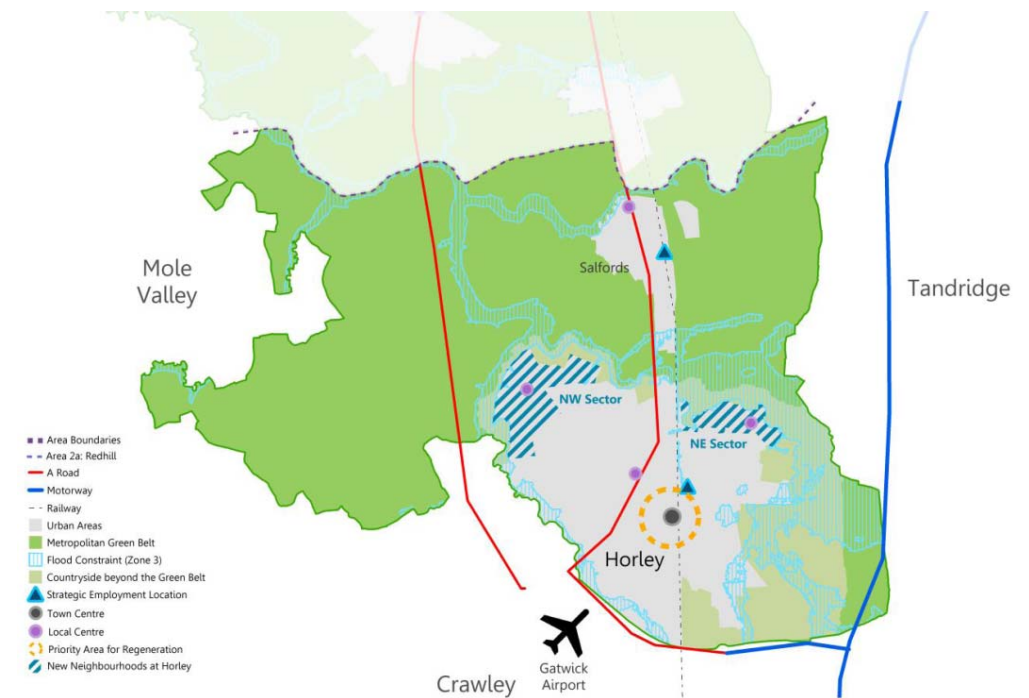 Mole
Valley
Salfords
Tandridge
NW Sector
NE Sector
Horley
Gatwick
Airport
Crawley
Area Boundaries
Area 2a: Redhill
A Road
Motorway
Railway
Urban Areas
Metropolitan Green Belt
Flood Constraint (Zone 3)
Countryside beyond the Green Belt
Strategic Employment Location
Town Centre
Local Centre
Priority Area for Regeneration
New Neighbourhoods at Horley